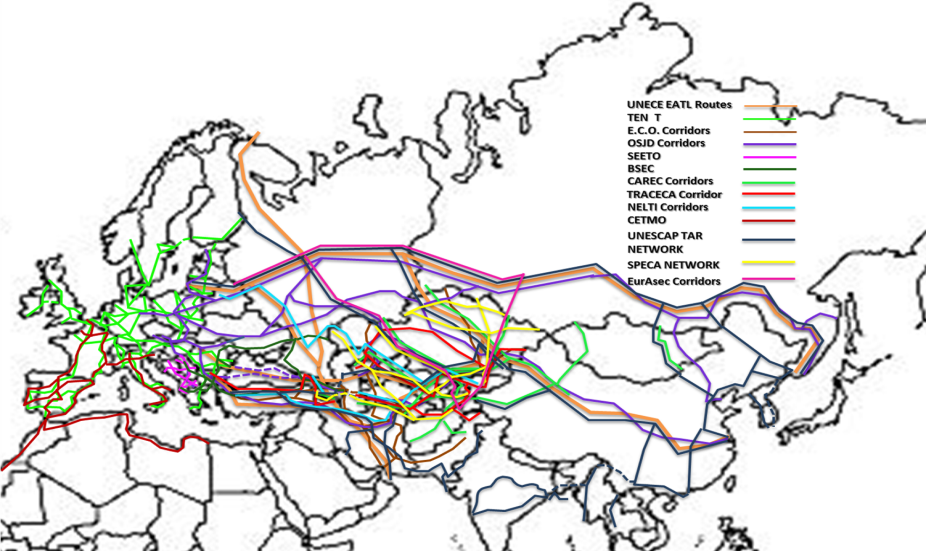 UNECE EATL Routes
TEN T
E.C.O. Corridors
OSJD Corridors
SEETO
BSEC
CAREC Corridors
TRACECA Corridor
NELTI Corridors
CETMO
UNESCAP TAR
NETWORK
SPECA NETWORK
EurAsec Corridors